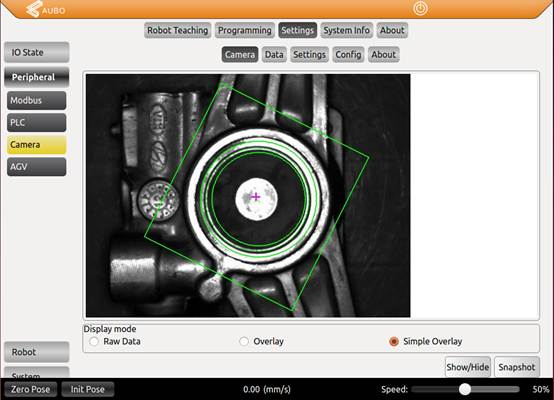 AUBO
Robot Teaching Programming Settings System Info About
IO State
Camera Data Settings Config About
Peripheral
Modbus
PLC
Camera
AGV
Display mode
Raw Data Overlay Simple Overlay
Robot
Show/Hide Snapshot
System
Zero Pose Init Pose 0.00 (mm/s) Speed: 50%